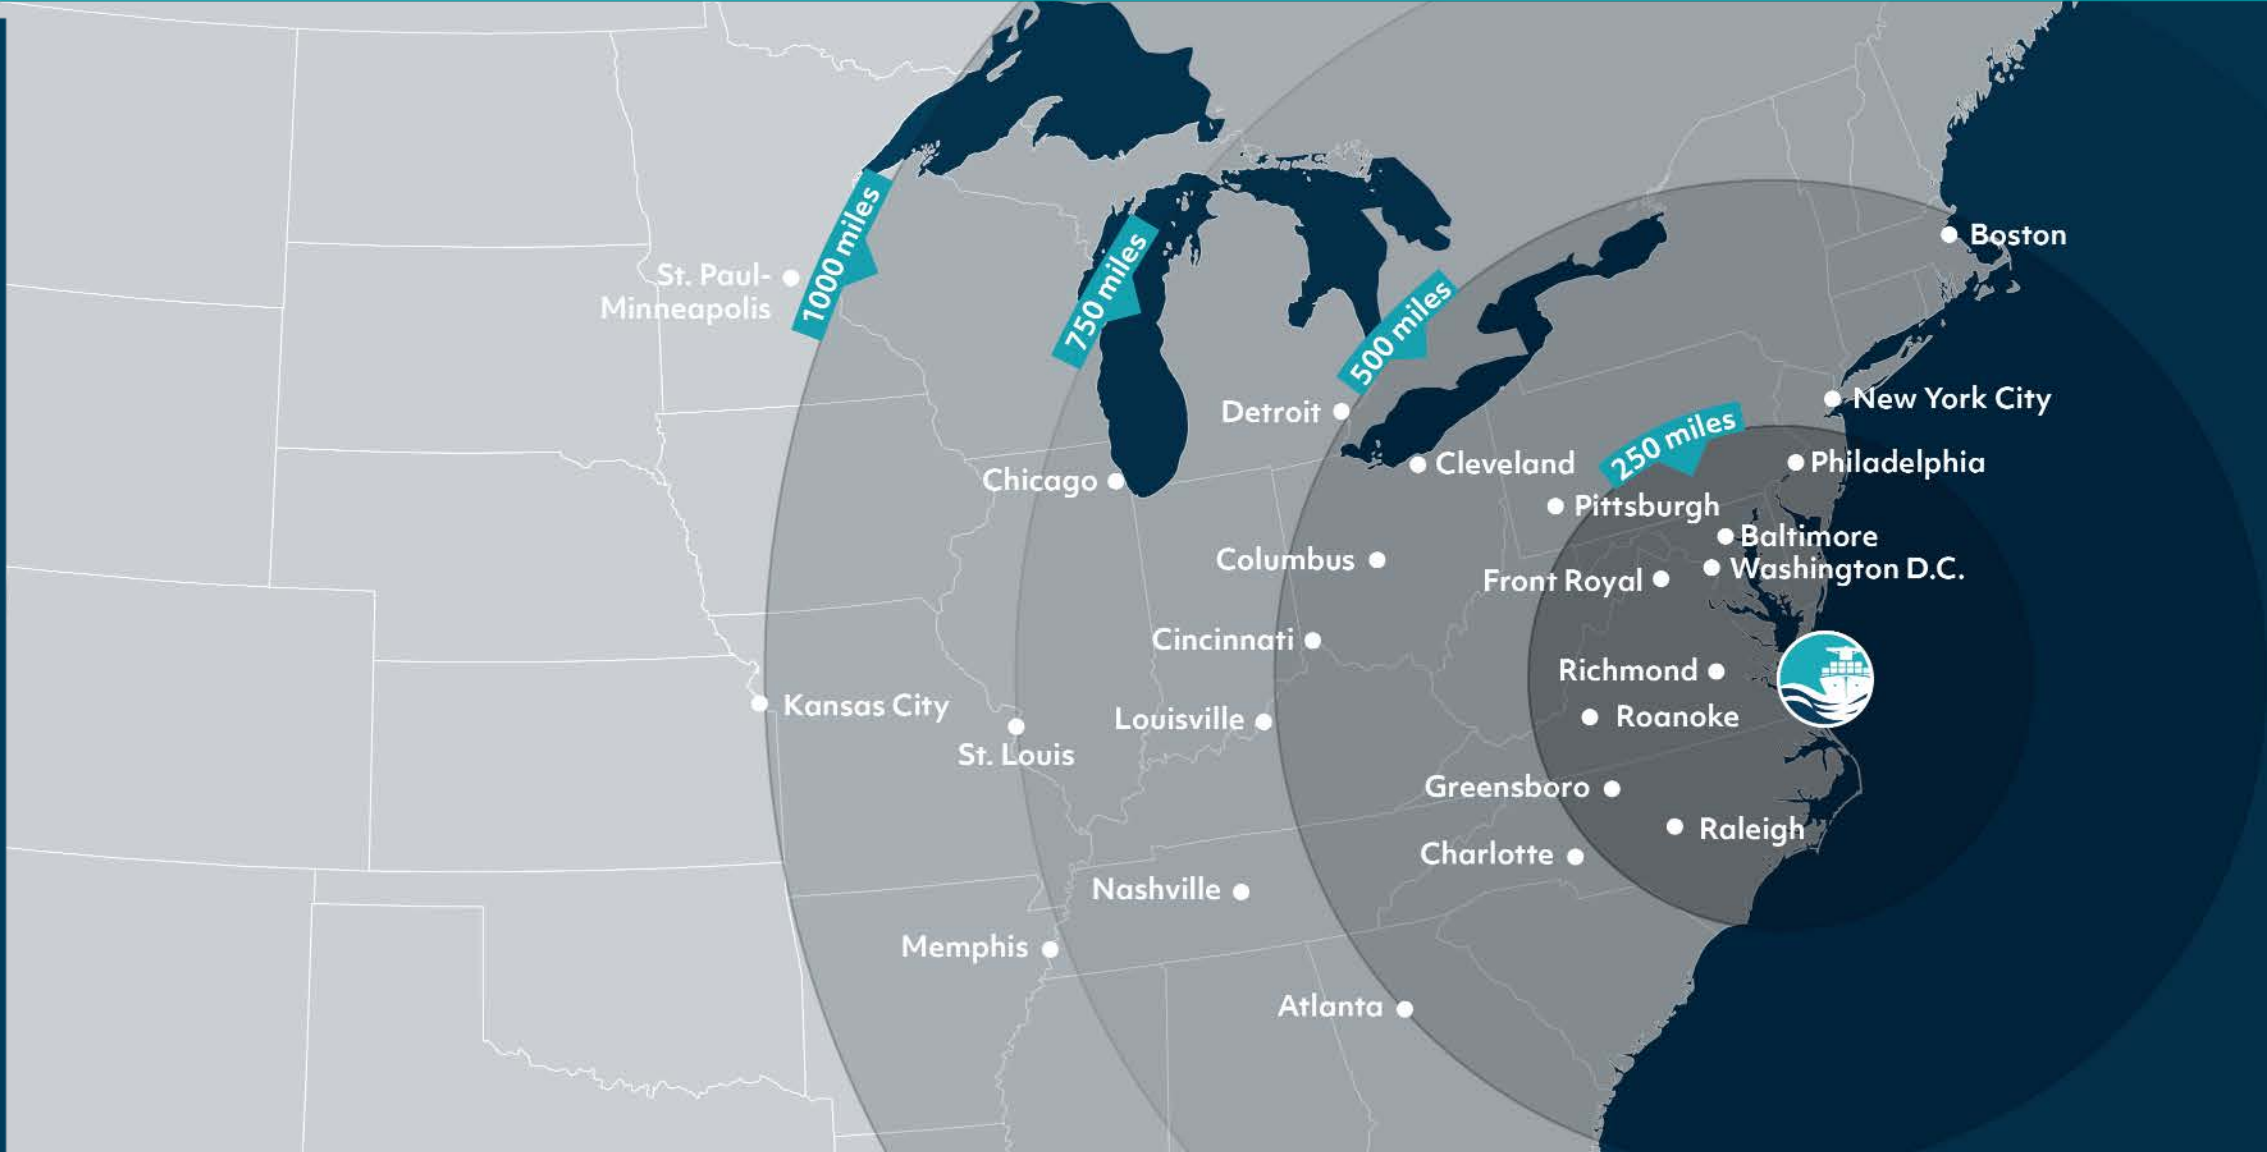 1000 miles
750 miles
500 miles
250 miles
St. Paul-
Minneapolis
Boston
New York City
Detroit
Cleveland
Philadelphia
Chicago
Pittsburgh
Baltimore
Columbus
Washington D.C.
Front Royal
Cincinnati
Richmond
Kansas City
Louisville
Roanoke
St. Louis
Greensboro
Raleigh
Charlotte
Nashville
Memphis
Atlanta